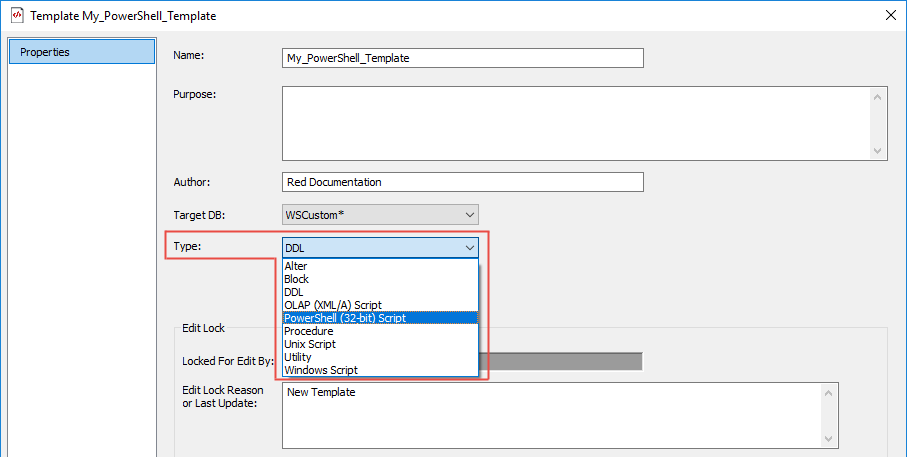 Template My_PowerShell_Template
Properties
Name:
My_PowerShell_Template
Purpose:
Author:
Red Documentation
Target DB:
WSCustom*
Type:
DDL
Alter
Block
DDL
OLAP (XML/A) Script
PowerShell (32-bit) Script
Procedure
Unix Script
Utility
Windows Script
Edit Lock
Locked For Edit By:
Edit Lock Reason
or Last Update:
New Template